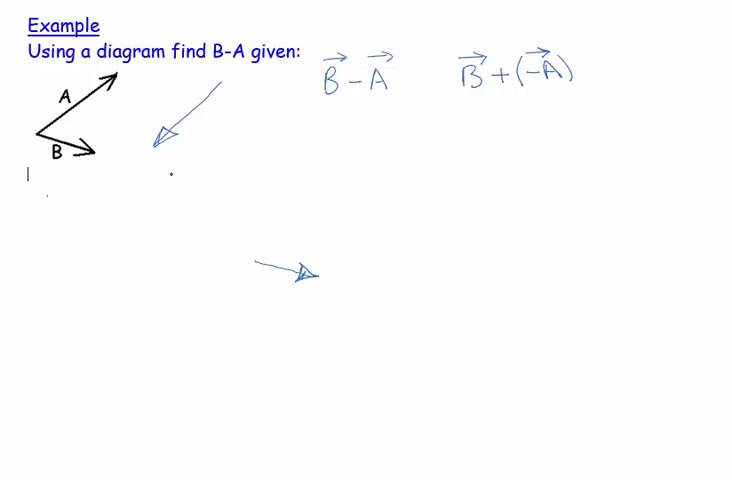 Example
Using a diagram find B-A given:
B - A
B + (-A)
A
B